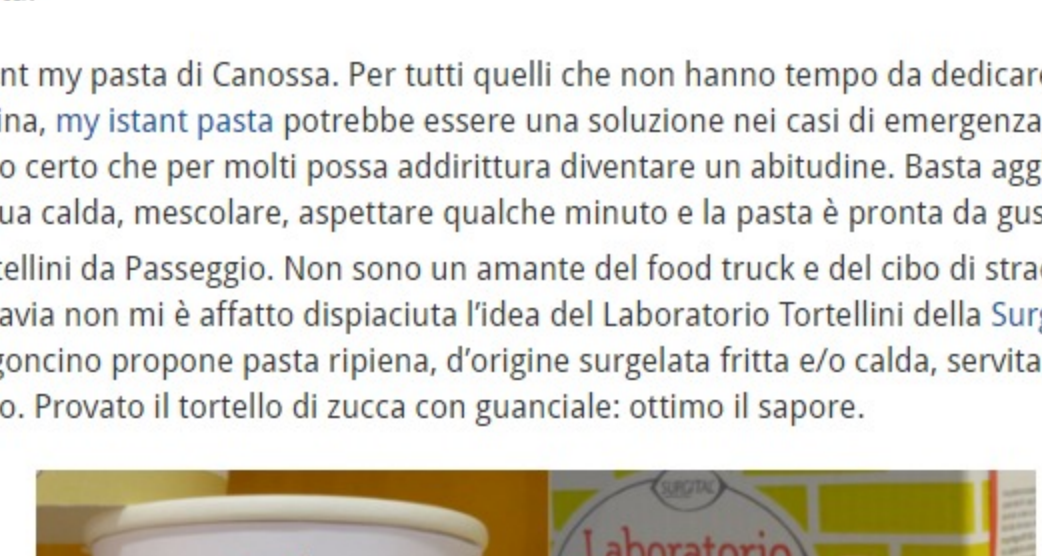 nt my pasta di Canossa. Per tutti quelli che non hanno tempo da dedicare
ina, my istant pasta potrebbe essere una soluzione nei casi di emergenza
o certo che per molti possa addirittura diventare un abitudine. Basta agg
ua calda, mescolare, aspettare qualche minuto e la pasta è pronta da gus
tellini da Passeggio. Non sono un amante del food truck e del cibo di stra
avia non mi è affatto dispiaciuta l’idea del Laboratorio Tortellini della Surg
goncino propone pasta ripiena, d’origine surgelata fritta e/o calda, servita
o. Provato il tortello di zucca con guanciale: ottimo il sapore.
SURGITAL
Laboratorio